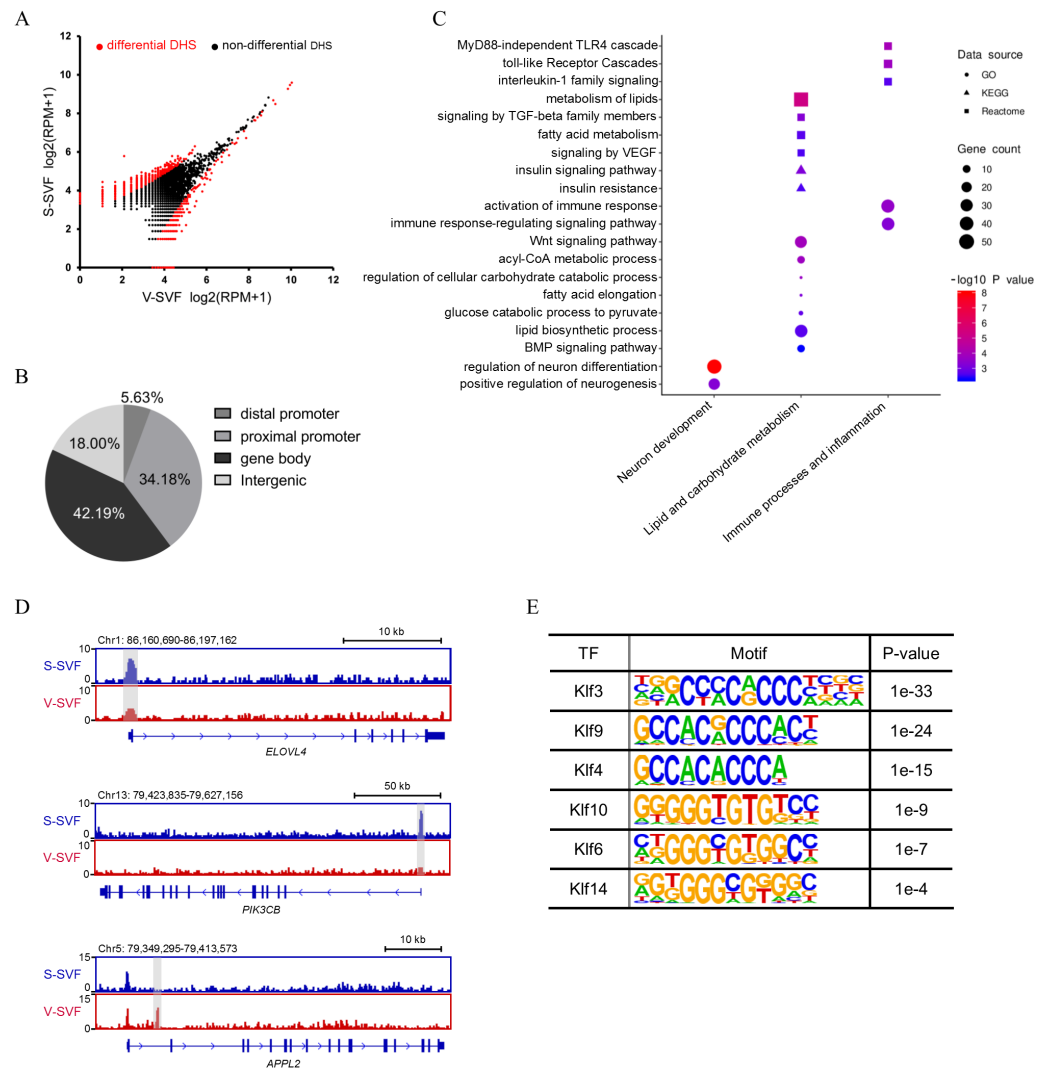 A
differential DHS
non-differential DHS
12
10
8
6
4
2
0
0
2
4
6
8
10
12
S-SVF log2(RPM+1)
V-SVF log2(RPM+1)
B
5.63%
34.18%
42.19%
18.00%
distal promoter
proximal promoter
gene body
Intergenic
C
MyD88-independent TLR4 cascade
toll-like Receptor Cascades
interleukin-1 family signaling
metabolism of lipids
signaling by TGF-beta family members
fatty acid metabolism
signaling by VEGF
insulin signaling pathway
insulin resistance
activation of immune response
immune response-regulating signaling pathway
Wnt signaling pathway
acyl-CoA metabolic process
regulation of cellular carbohydrate catabolic process
fatty acid elongation
glucose catabolic process to pyruvate
lipid biosynthetic process
BMP signaling pathway
regulation of neuron differentiation
positive regulation of neurogenesis
Neuron development
Lipid and carbohydrate metabolism
Immune processes and inflammation
Data source
GO
KEGG
Reactome
Gene count
10
20
30
40
50
-log10 P value
8
7
6
5
4
3
D
Chr1: 86,160,690-86,197,162
10 kb
10
S-SVF
0
10
V-SVF
0
ELOVL4
Chr13: 79,423,835-79,627,156
50 kb
10
S-SVF
0
10
V-SVF
0
PIK3CB
Chr5: 79,349,295-79,413,573
10 kb
15
S-SVF
0
15
V-SVF
0
APPL2
E
TF Motif P-value
Klf3 1e-33
Klf9 1e-24
Klf4 GCCACACCCA 1e-15
Klf10 1e-9
Klf6 1e-7
Klf14 1e-4